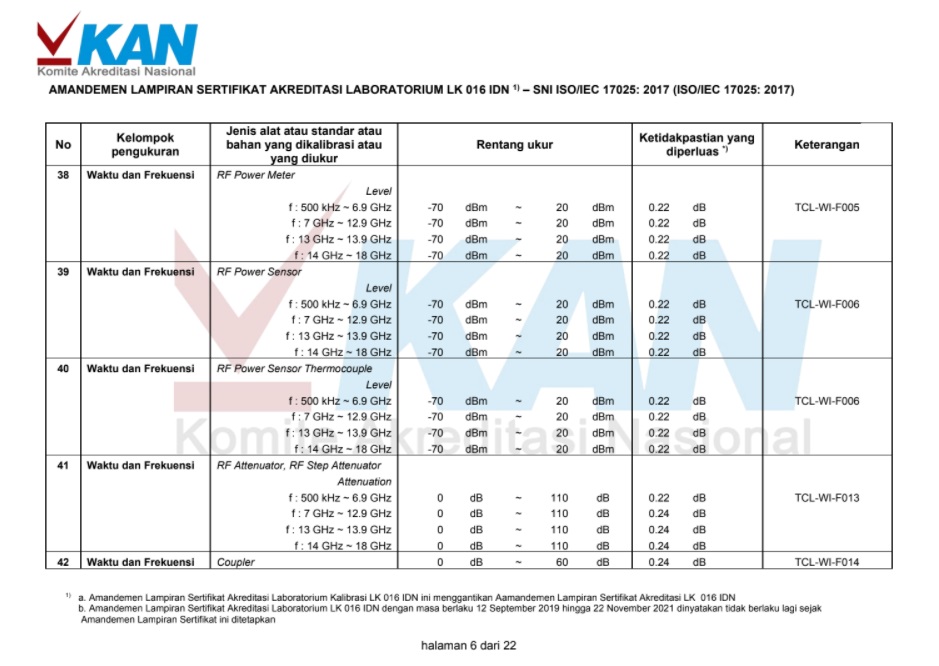 KAN
Komite Akreditasi Nasional
AMANDEMEN LAMPIRAN SERTIFIKAT AKREDITASI LABORATORIUM LK 016 IDN 1) – SNI ISO/IEC 17025: 2017 (ISO/IEC 17025: 2017)
No Kelompok pengukuran Jenis alat atau standar atau bahan yang dikalibrasi atau yang diukur Rentang ukur Ketidakpastian yang diperluas *) Keterangan
38 Waktu dan Frekuensi RF Power Meter
Level
f : 500 kHz ~ 6.9 GHz -70 dBm ~ 20 dBm 0.22 dB TCL-WI-F005
f : 7 GHz ~ 12.9 GHz -70 dBm ~ 20 dBm 0.22 dB
f : 13 GHz ~ 13.9 GHz -70 dBm ~ 20 dBm 0.22 dB
f : 14 GHz ~ 18 GHz -70 dBm ~ 20 dBm 0.22 dB
39 Waktu dan Frekuensi RF Power Sensor
Level
f : 500 kHz ~ 6.9 GHz -70 dBm ~ 20 dBm 0.22 dB TCL-WI-F006
f : 7 GHz ~ 12.9 GHz -70 dBm ~ 20 dBm 0.22 dB
f : 13 GHz ~ 13.9 GHz -70 dBm ~ 20 dBm 0.22 dB
f : 14 GHz ~ 18 GHz -70 dBm ~ 20 dBm 0.22 dB
40 Waktu dan Frekuensi RF Power Sensor Thermocouple
Level
f : 500 kHz ~ 6.9 GHz -70 dBm ~ 20 dBm 0.22 dB TCL-WI-F006
f : 7 GHz ~ 12.9 GHz -70 dBm ~ 20 dBm 0.22 dB
f : 13 GHz ~ 13.9 GHz -70 dBm ~ 20 dBm 0.22 dB
f : 14 GHz ~ 18 GHz -70 dBm ~ 20 dBm 0.22 dB
41 Waktu dan Frekuensi RF Attenuator, RF Step Attenuator
Attenuation
f : 500 kHz ~ 6.9 GHz 0 dB ~ 110 dB 0.22 dB TCL-WI-F013
f : 7 GHz ~ 12.9 GHz 0 dB ~ 110 dB 0.24 dB
f : 13 GHz ~ 13.9 GHz 0 dB ~ 110 dB 0.24 dB
f : 14 GHz ~ 18 GHz 0 dB ~ 110 dB 0.24 dB
42 Waktu dan Frekuensi Coupler 0 dB ~ 60 dB 0.24 dB TCL-WI-F014
KAN
Komite Akreditasi Nasional
1) a. Amandemen Lampiran Sertifikat Akreditasi Laboratorium Kalibrasi LK 016 IDN ini menggantikan Aamandemen Lampiran Sertifikat Akreditasi LK 016 IDN
b. Amandemen Lampiran Sertifikat Akreditasi Laboratorium LK 016 IDN dengan masa berlaku 12 September 2019 hingga 22 November 2021 dinyatakan tidak berlaku lagi sejak
Amandemen Lampiran Sertifikat ini ditetapkan
halaman 6 dari 22